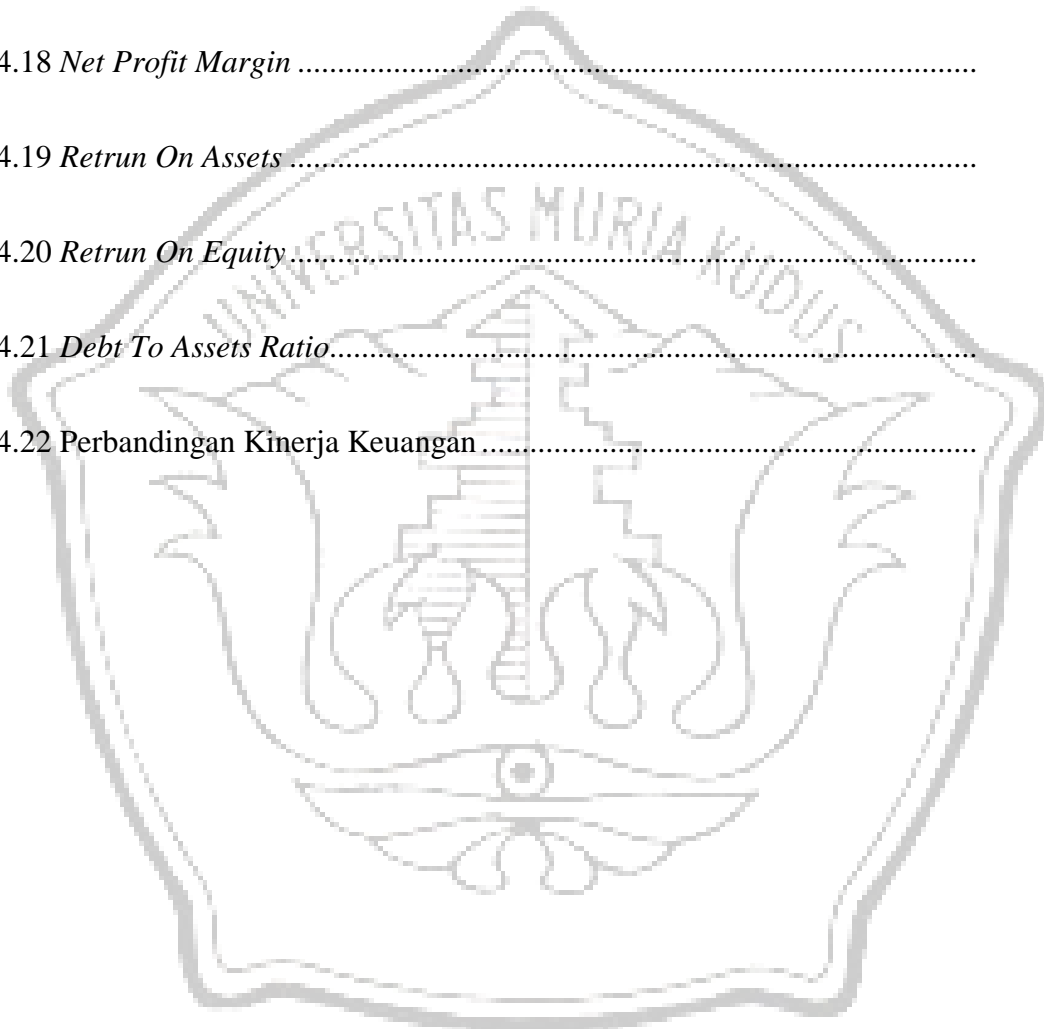 4.18 Net Profit Margin ....................................................................................
4.19 Retrun On Assets .....................................................................................
UNIVERSITAS MURIA KUDUS
4.20 Retrun On Equity .....................................................................................
4.21 Debt To Assets Ratio................................................................................
4.22 Perbandingan Kinerja Keuangan .............................................................